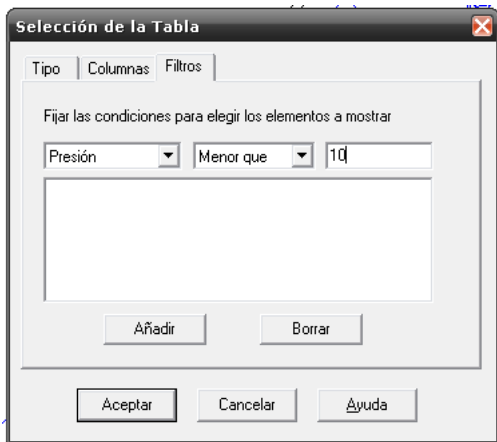 Selección de la Tabla
Tipo Columnas Filtros
Fijar las condiciones para elegir los elementos a mostrar
Presión Menor que 10
Añadir Borrar
Aceptar Cancelar Ayuda